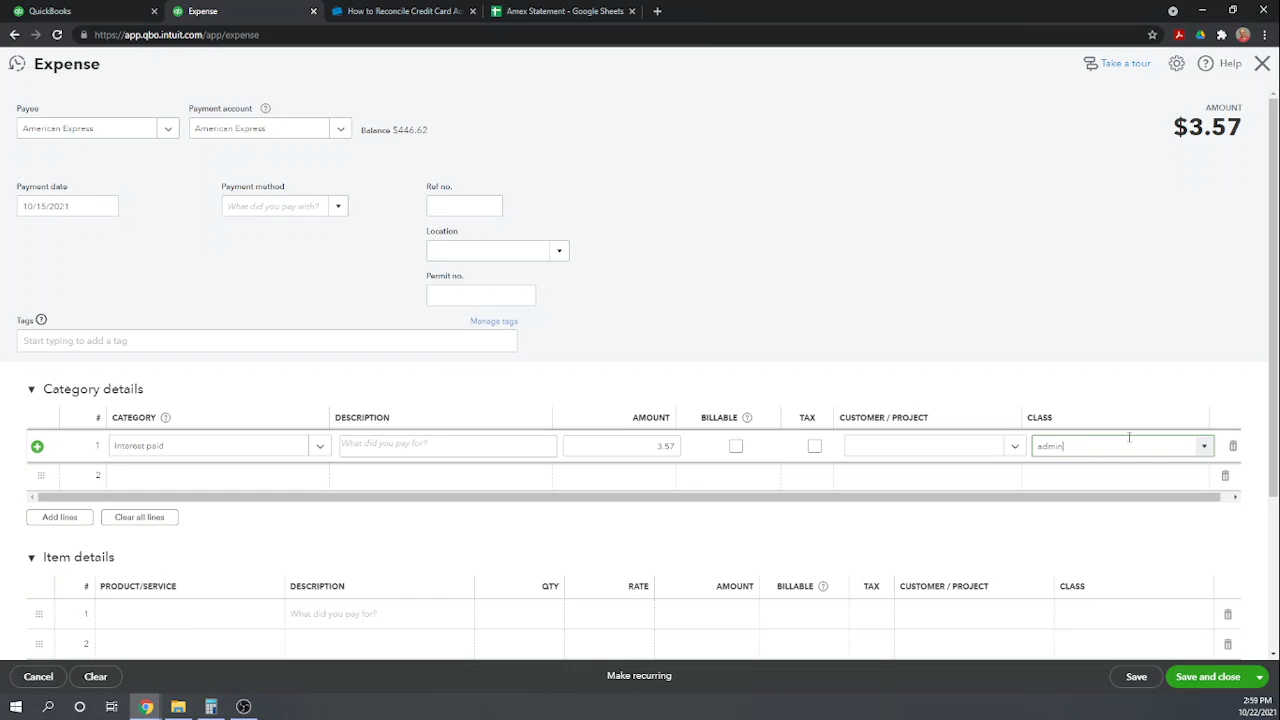 QuickBooks
Expense
How to Reconcile Credit Card Ac
Amex Statement - Google Sheets
https://app.qbo.intuit.com/app/expense
Expense
Take a tour
Help
Payee
Payment account
AMOUNT
American Express
American Express
Balance $446.62
$3.57
Payment date
Payment method
Ref no.
10/15/2021
What did you pay with?
Location
Permit no.
Tags
Manage tags
Start typing to add a tag
Category details
# CATEGORY DESCRIPTION AMOUNT BILLABLE TAX CUSTOMER / PROJECT CLASS
1 Interest paid What did you pay for? 3.57 admin
2
Add lines
Clear all lines
Item details
# PRODUCT/SERVICE DESCRIPTION QTY RATE AMOUNT BILLABLE TAX CUSTOMER / PROJECT CLASS
1 What did you pay for?
2
Cancel
Clear
Make recurring
Save
Save and close
2:59 PM
10/22/2021